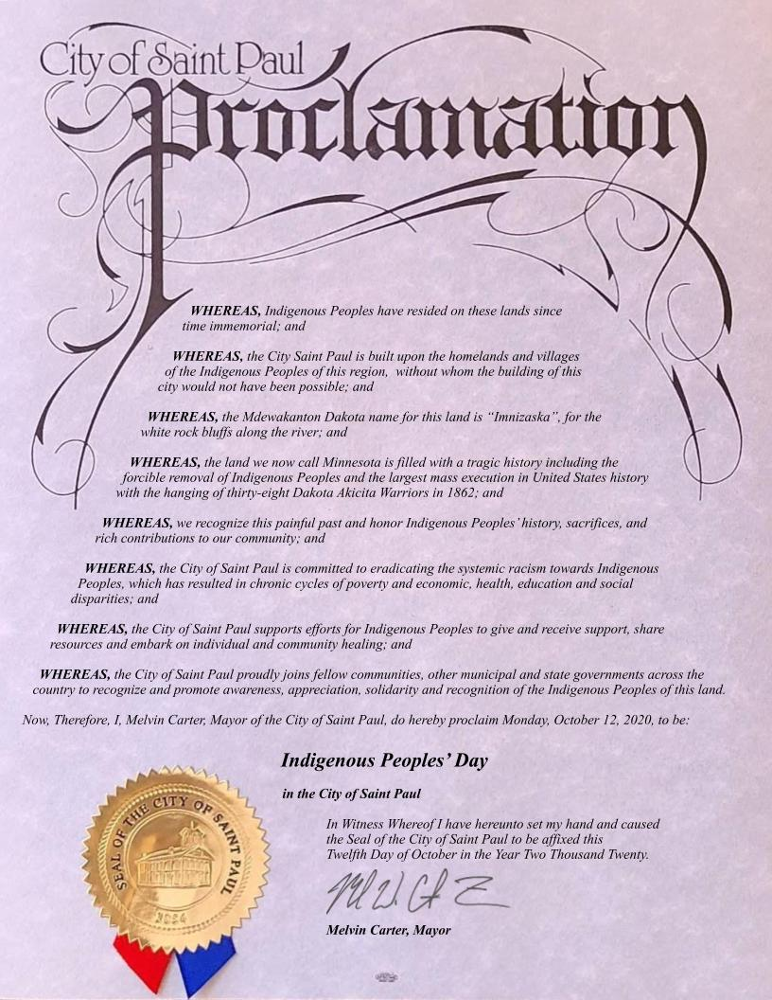 City of Saint Paul
Proclamation
WHEREAS, Indigenous Peoples have resided on these lands since
time immemorial; and
WHEREAS, the City Saint Paul is built upon the homelands and villages
of the Indigenous Peoples of this region, without whom the building of this
city would not have been possible; and
WHEREAS, the Mdewakanton Dakota name for this land is “Imnizaska”, for the
white rock bluffs along the river; and
WHEREAS, the land we now call Minnesota is filled with a tragic history including the
forcible removal of Indigenous Peoples and the largest mass execution in United States history
with the hanging of thirty-eight Dakota Akicita Warriors in 1862; and
WHEREAS, we recognize this painful past and honor Indigenous Peoples’ history, sacrifices, and
rich contributions to our community; and
WHEREAS, the City of Saint Paul is committed to eradicating the systemic racism towards Indigenous
Peoples, which has resulted in chronic cycles of poverty and economic, health, education and social
disparities; and
WHEREAS, the City of Saint Paul supports efforts for Indigenous Peoples to give and receive support, share
resources and embark on individual and community healing; and
WHEREAS, the City of Saint Paul proudly joins fellow communities, other municipal and state governments across the
country to recognize and promote awareness, appreciation, solidarity and recognition of the Indigenous Peoples of this land.
Now, Therefore, I, Melvin Carter, Mayor of the City of Saint Paul, do hereby proclaim Monday, October 12, 2020, to be:
Indigenous Peoples’ Day
in the City of Saint Paul
In Witness Whereof I have hereunto set my hand and caused
the Seal of the City of Saint Paul to be affixed this
Twelfth Day of October in the Year Two Thousand Twenty.
Melvin Carter, Mayor
SEAL OF THE CITY OF SAINT PAUL